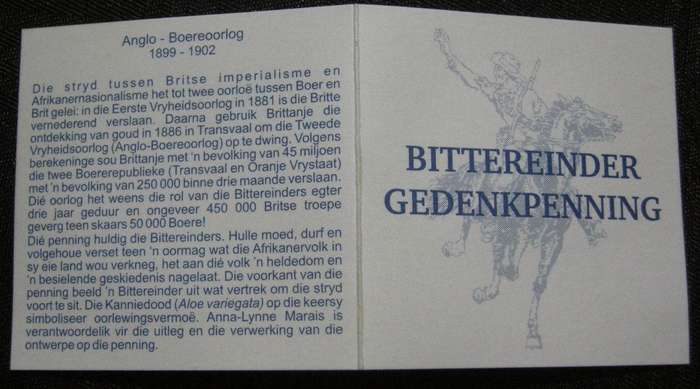 Anglo - Boereoorlog
1899 - 1902
Die stryd tussen Britse imperialisme en
Afrikanernasionalisme het tot twee oorloë tussen Boer en
Brit gelei: in die Eerste Vryheidsoorlog in 1881 is die Britte
vernederend verslaan. Daarna gebruik Brittanje die
ontdekking van goud in 1886 in Transvaal om die Tweede
Vryheidsoorlog (Anglo-Boereoorlog) op te dwing. Volgens
berekeninge sou Brittanje met 'n bevolking van 45 miljoen
die twee Boererepublieke (Transvaal en Oranje Vrystaat)
met 'n bevolking van 250 000 binne drie maande verslaan.
Dié oorlog het weens die rol van die Bittereinders egter
drie jaar geduur en ongeveer 450 000 Britse troepe
geverg teen skaars 50 000 Boere!
Dié penning huldig die Bittereinders. Hulle moed, durf en
volgehoue verset teen 'n oormag wat die Afrikanervolk in
sy eie land wou verkneg, het aan dié volk 'n heldedom en
'n besielende geskiedenis nagelaat. Die voorkant van die
penning beeld 'n Bittereinder uit wat vertrek om die stryd
voort te sit. Die Kanniedood (Aloe variegata) op die keersy
simboliseer oorlewingsvermoë. Anna-Lynne Marais is
verantwoordelik vir die uitleg en die verwerking van die
ontwerpe op die penning.
BITTEREINDER
GEDENKPENNING